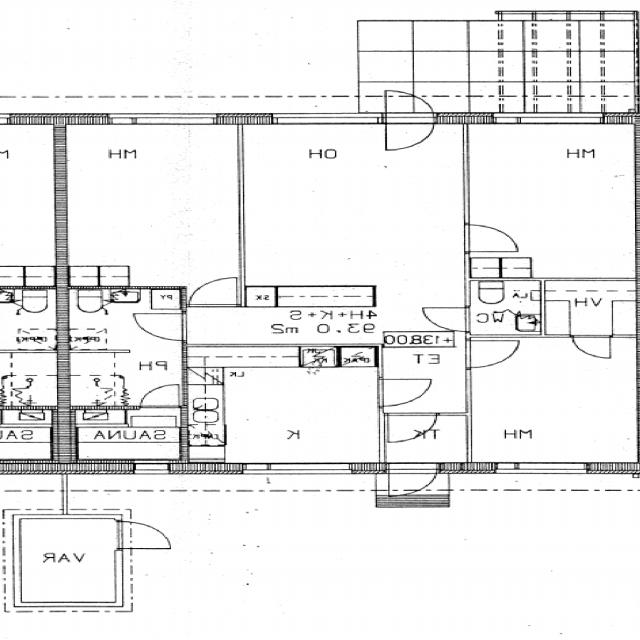 MH
OH
MH
SK
4H+K+S
93.0 m2
PY
LA
VH
WC
+138.00
ET
PH
LK
K
TK
MH
SAUNA
SAU
VAR